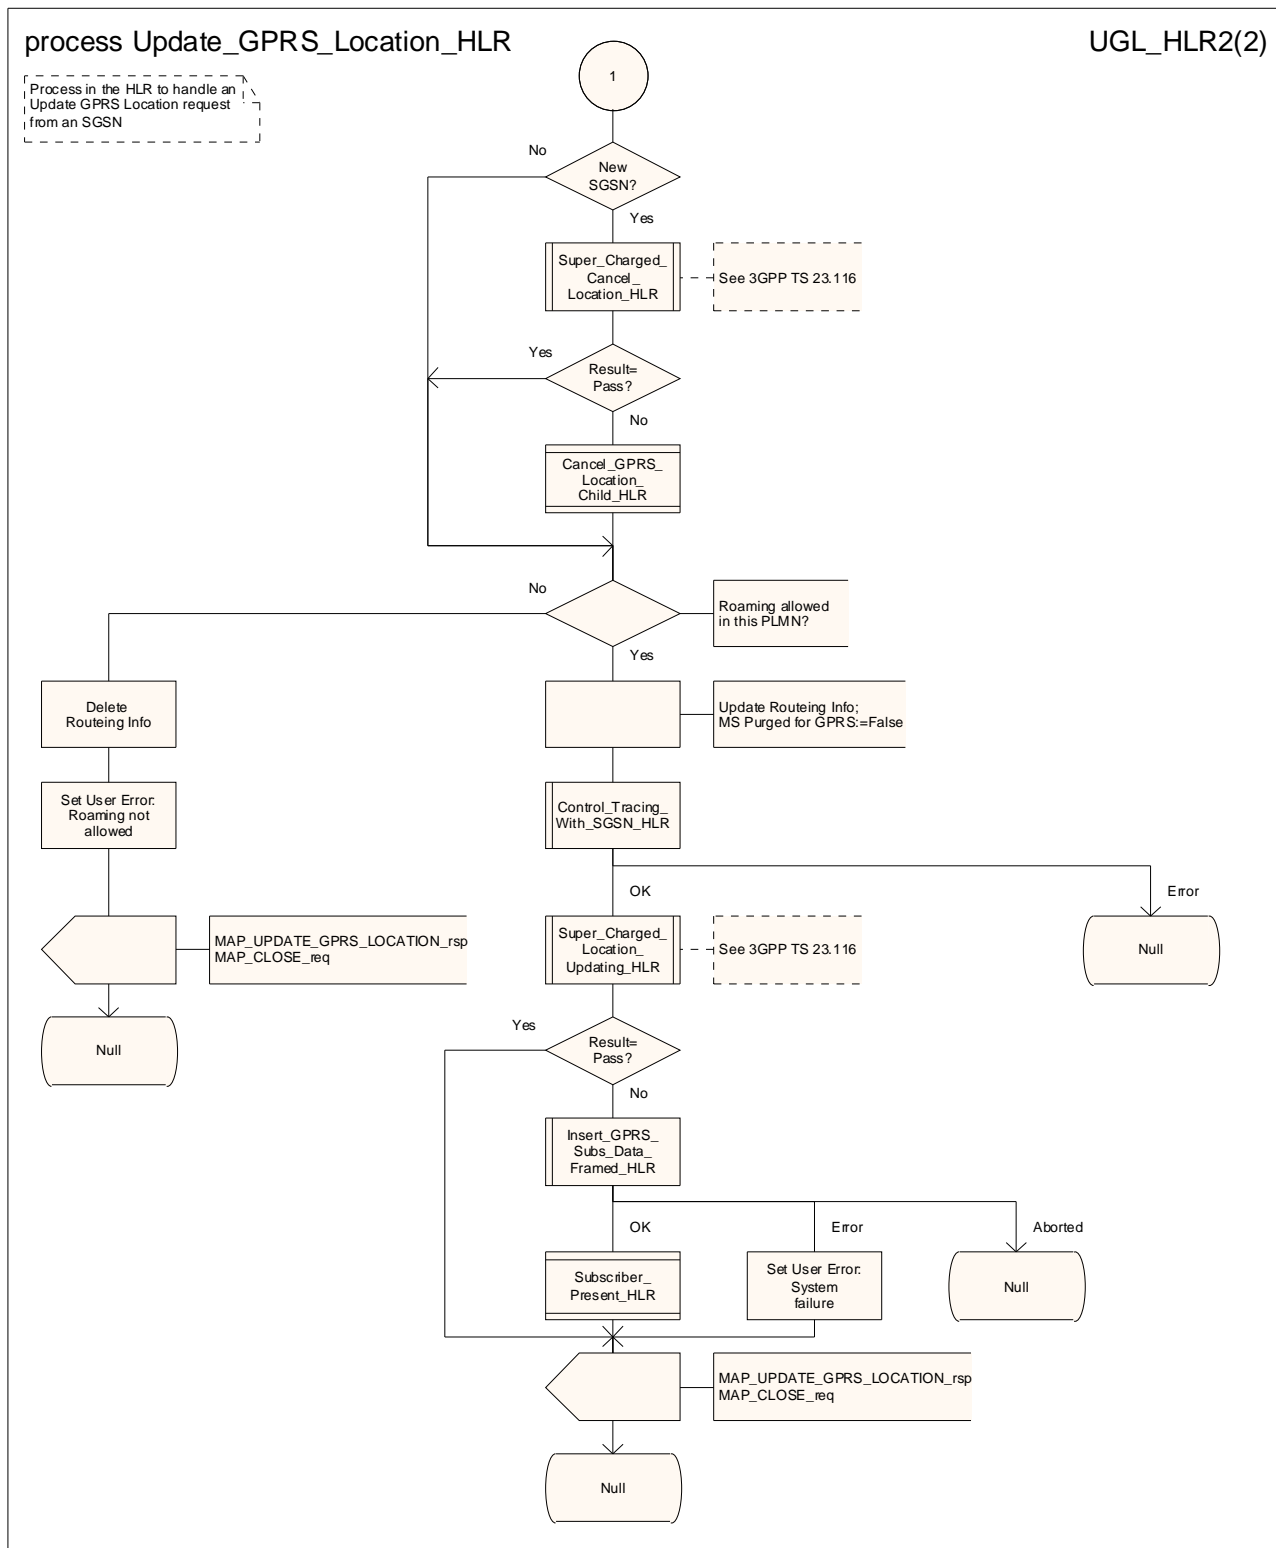 process Update_GPRS_Location_HLR
UGL_HLR2(2)
Process in the HLR to handle an
Update GPRS Location request
from an SGSN
1
No
New
SGSN?
Yes
Super_Charged_
Cancel_
Location_HLR
See 3GPP TS 23.116
Yes
Result=
Pass?
No
Cancel_GPRS_
Location_
Child_HLR
No
Roaming allowed
in this PLMN?
Yes
Delete
Routeing Info
Update Routeing Info;
MS Purged for GPRS:=False
Set User Error:
Roaming not
allowed
Control_Tracing_
With_SGSN_HLR
OK
Error
MAP_UPDATE_GPRS_LOCATION_rsp
MAP_CLOSE_req
Super_Charged_
Location_
Updating_HLR
See 3GPP TS 23.116
Null
Null
Yes
Result=
Pass?
No
Insert_GPRS_
Subs_Data_
Framed_HLR
OK
Error
Aborted
Subscriber_
Present_HLR
Set User Error:
System
failure
Null
MAP_UPDATE_GPRS_LOCATION_rsp
MAP_CLOSE_req
Null